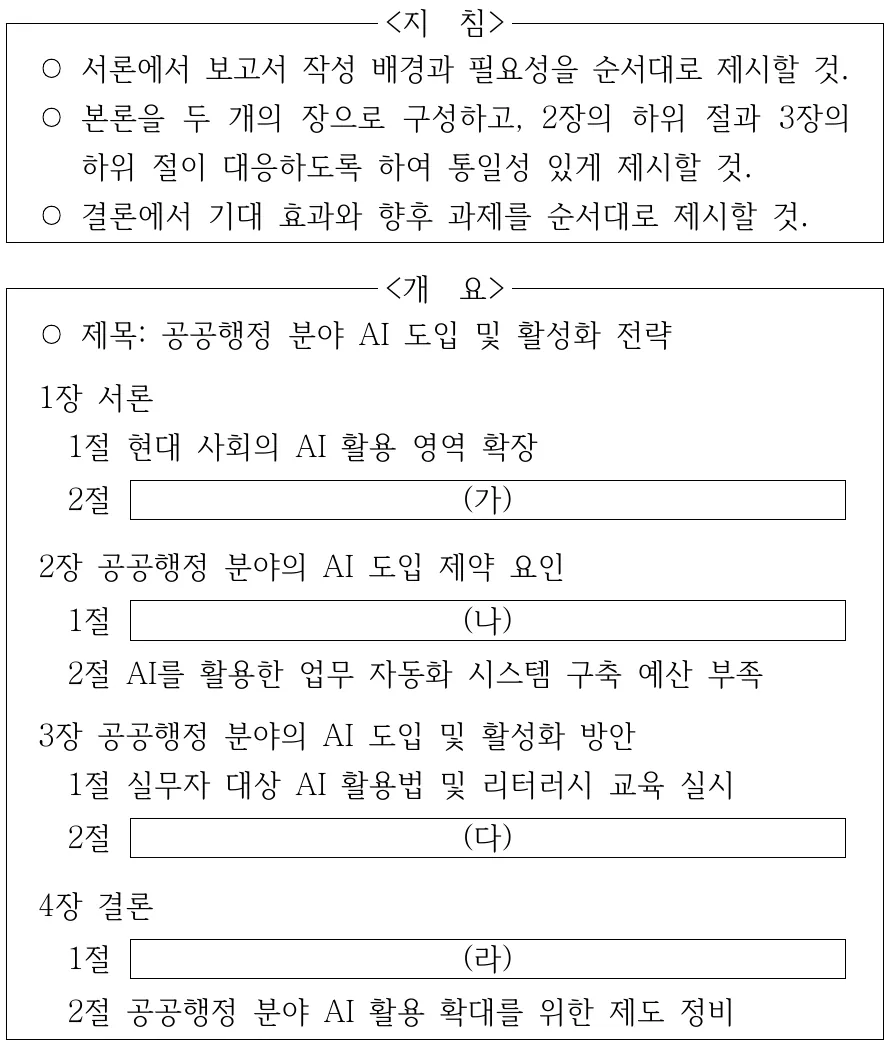 <지 침>
○ 서론에서 보고서 작성 배경과 필요성을 순서대로 제시할 것.
○ 본론을 두 개의 장으로 구성하고, 2장의 하위 절과 3장의
하위 절이 대응하도록 하여 통일성 있게 제시할 것.
○ 결론에서 기대 효과와 향후 과제를 순서대로 제시할 것.
<개 요>
○ 제목: 공공행정 분야 AI 도입 및 활성화 전략
1장 서론
1절 현대 사회의 AI 활용 영역 확장
2절 (가)
2장 공공행정 분야의 AI 도입 제약 요인
1절 (나)
2절 AI를 활용한 업무 자동화 시스템 구축 예산 부족
3장 공공행정 분야의 AI 도입 및 활성화 방안
1절 실무자 대상 AI 활용법 및 리터러시 교육 실시
2절 (다)
4장 결론
1절 (라)
2절 공공행정 분야 AI 활용 확대를 위한 제도 정비